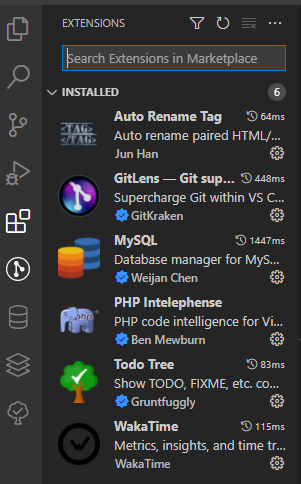 EXTENSIONS
Search Extensions in Marketplace
INSTALLED 6
<TAG>
</TAG>
Auto Rename Tag 64ms
Auto rename paired HTML/...
Jun Han
GitLens — Git sup... 448ms
Supercharge Git within VS C...
GitKraken
MySQL 1447ms
Database manager for MyS...
Weijan Chen
php
PHP Intelephense
PHP code intelligence for Vi...
Ben Mewburn
Todo Tree 83ms
Show TODO, FIXME, etc. co...
Gruntfuggly
WakaTime 115ms
Metrics, insights, and time tr...
WakaTime